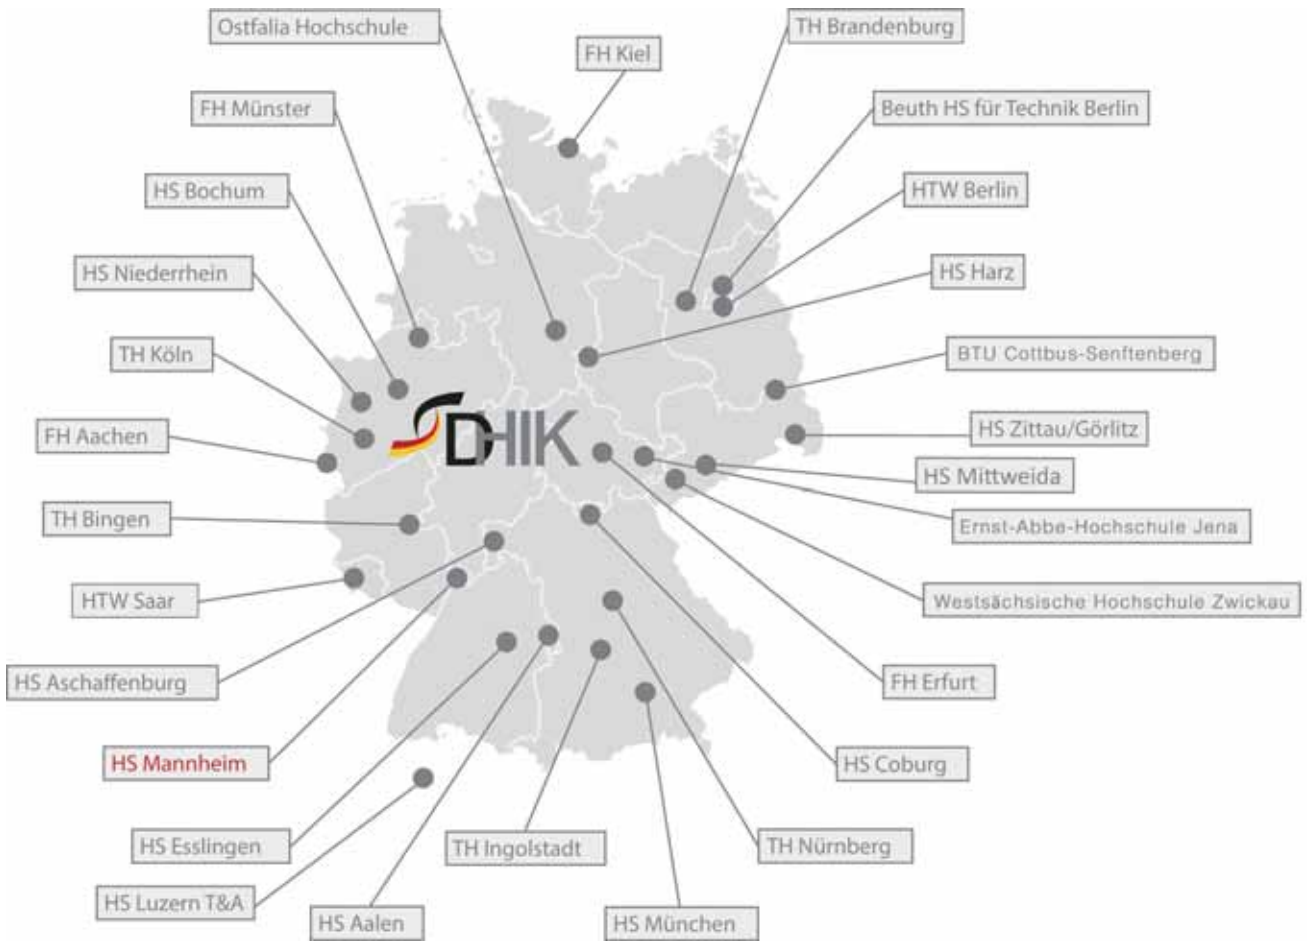 Ostfalia Hochschule
TH Brandenburg
FH Kiel
FH Münster
Beuth HS für Technik Berlin
HS Bochum
HTW Berlin
HS Niederrhein
HS Harz
TH Köln
BTU Cottbus-Senftenberg
FH Aachen
DHIK
HS Zittau/Görlitz
HS Mittweida
TH Bingen
Ernst-Abbe-Hochschule Jena
HTW Saar
Westsächsische Hochschule Zwickau
HS Aschaffenburg
FH Erfurt
HS Mannheim
HS Coburg
HS Esslingen
TH Ingolstadt
TH Nürnberg
HS Luzern T&A
HS Aalen
HS München